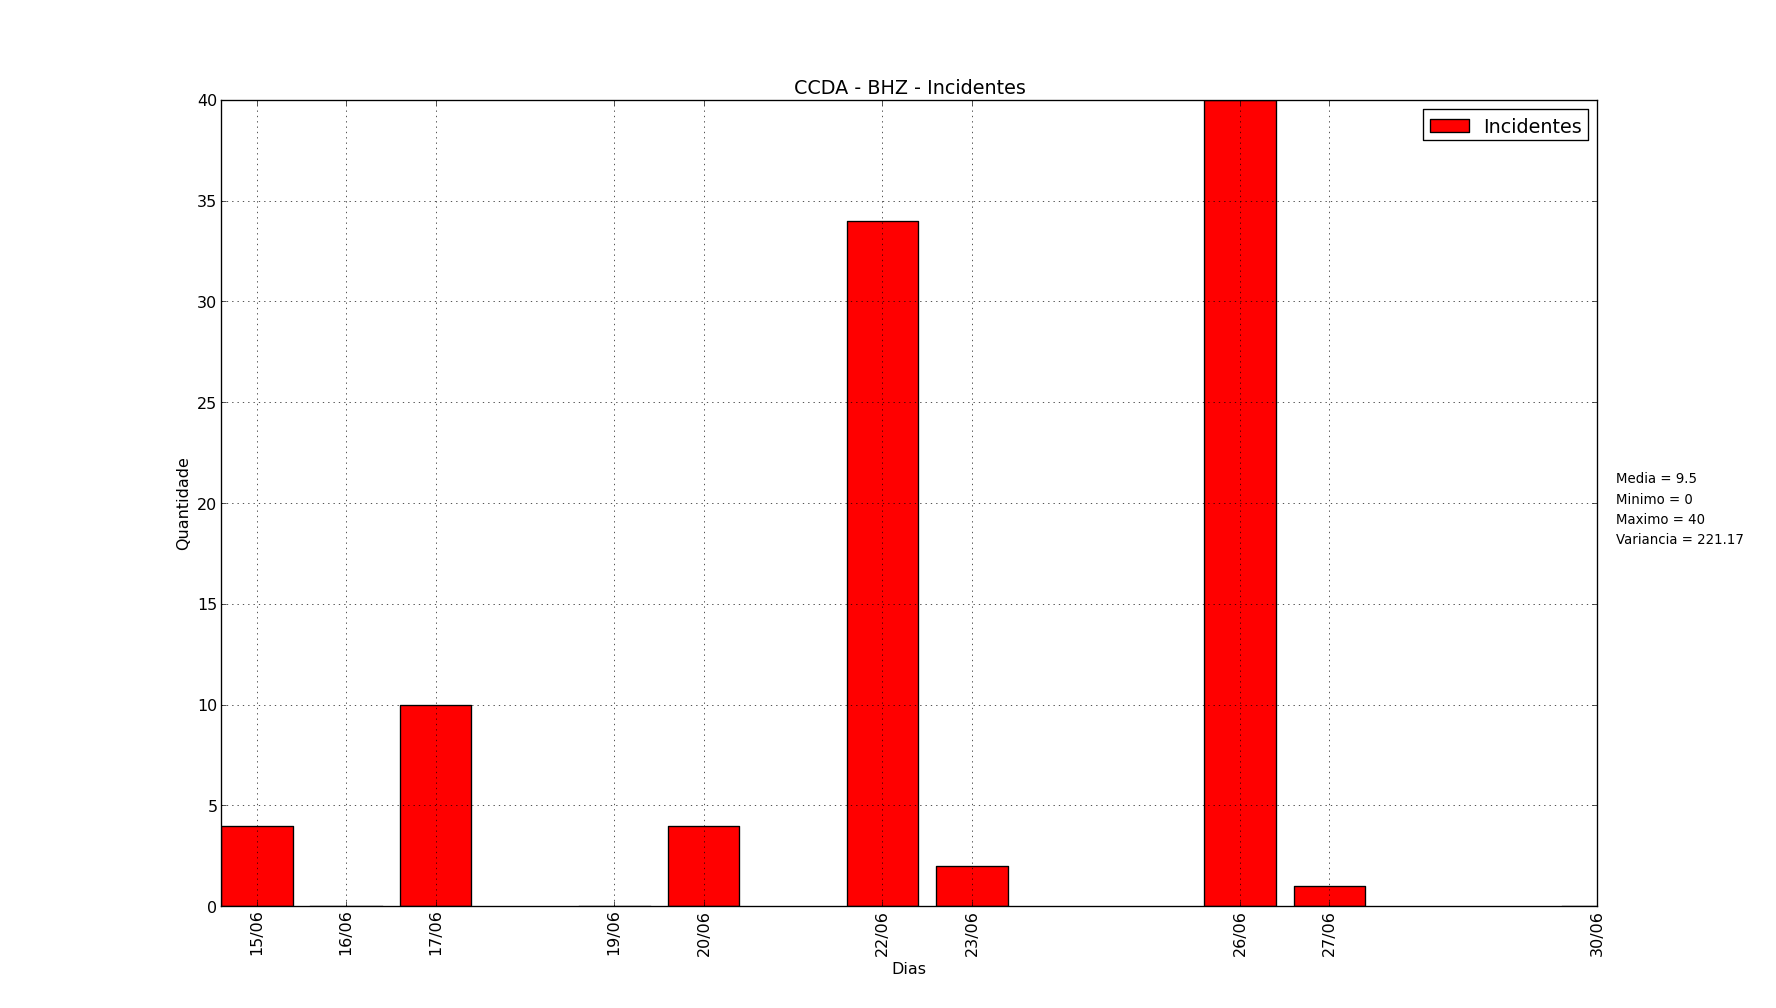 CCDA - BHZ - Incidentes
Incidentes
40
35
30
25
20
15
10
5
0
Quantidade
15/06
16/06
17/06
19/06
20/06
22/06
23/06
26/06
27/06
30/06
Dias
Media = 9.5
Minimo = 0
Maximo = 40
Variancia = 221.17